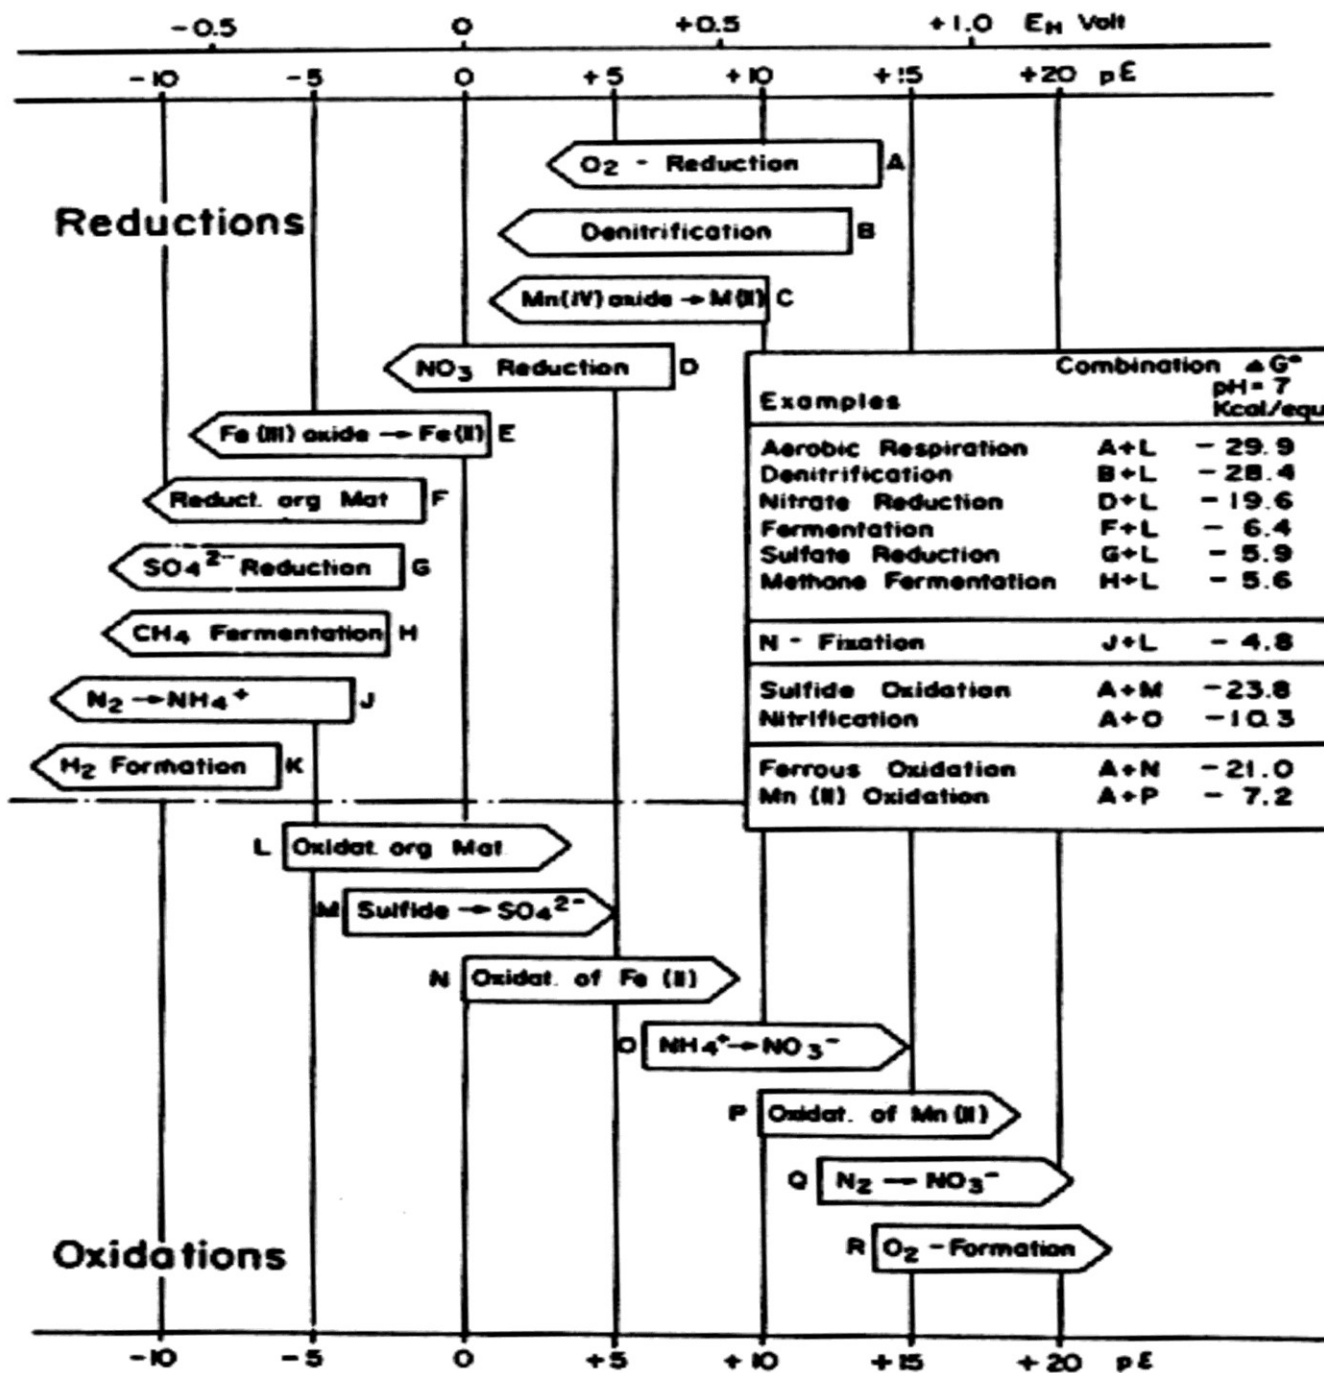 -0.5 0 +0.5 +1.0 EH Volt
-10 -5 0 +5 +10 +15 +20 pE
O2 - Reduction A
Reductions
Denitrification B
Mn(IV) oxide → M(II) C
NO3 Reduction D
Fe (III) oxide → Fe(II) E
Reduct. org Mat F
SO4 2- Reduction G
CH4 Fermentation H
N2 → NH4+ J
H2 Formation K
Combination ΔG°
pH = 7
Examples Kcal/equ
Aerobic Respiration A+L - 29.9
Denitrification B+L - 28.4
Nitrate Reduction D+L - 19.6
Fermentation F+L - 6.4
Sulfate Reduction G+L - 5.9
Methane Fermentation H+L - 5.6
N - Fixation J+L - 4.8
Sulfide Oxidation A+M - 23.8
Nitrification A+O - 10.3
Ferrous Oxidation A+N - 21.0
Mn (II) Oxidation A+P - 7.2
L Oxidat. org Mat.
M Sulfide → SO4 2-
N Oxidat. of Fe (II)
O NH4+ → NO3-
P Oxidat. of Mn (II)
Q N2 → NO3-
R O2 - Formation
Oxidations
-10 -5 0 +5 +10 +15 +20 pE